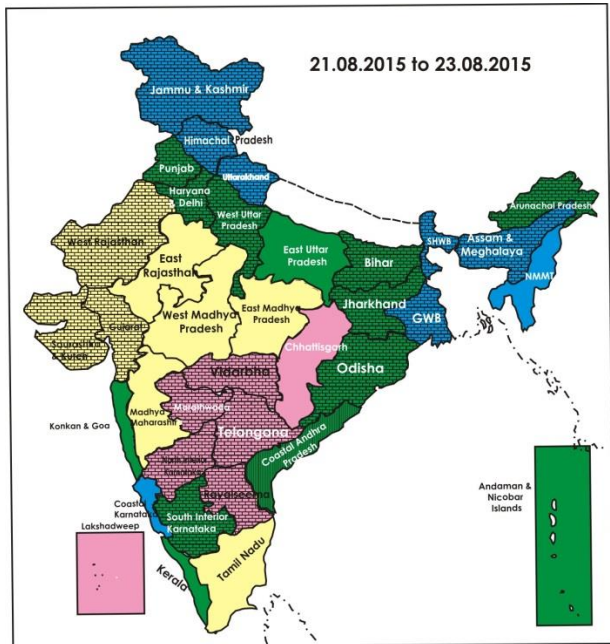 21.08.2015 to 23.08.2015
Jammu & Kashmir
Himachal Pradesh
Punjab
Uttarakhand
Haryana
& Delhi
West Uttar
Pradesh
Arunachal Pradesh
West Rajasthan
East
Rajasthan
East Uttar
Pradesh
Bihar
SHWB
Assam &
Meghalaya
NMMT
Jharkhand
GWB
Gujarat
Saurashtra
& Kutch
West Madhya
Pradesh
East Madhya
Pradesh
Chhattisgarh
Odisha
Vidarbha
Konkan & Goa
Madhya
Maharashtra
Marathwada
Telangana
Coastal Andhra
Pradesh
Rayalseema
Coastal
Karnataka
South Interior
Karnataka
Lakshadweep
Kerala
Tamil Nadu
Andaman &
Nicobar
Islands